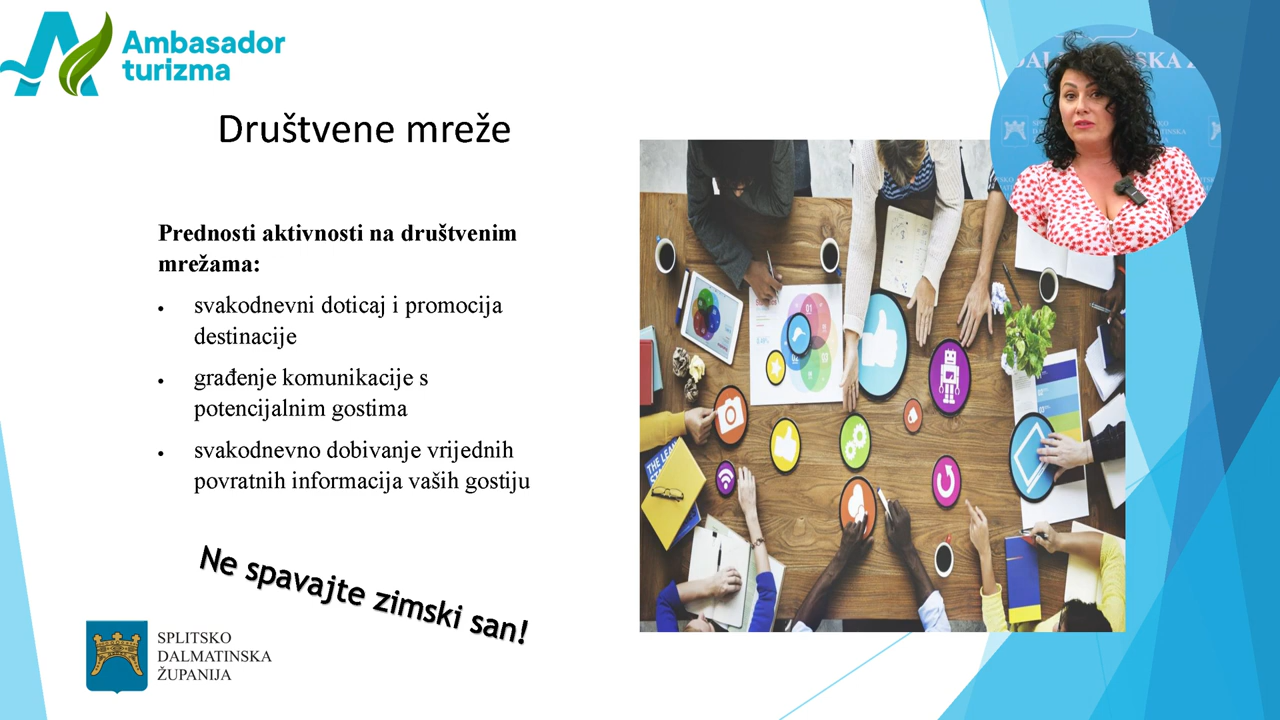 Ambasador
turizma
Društvene mreže
Prednosti aktivnosti na društvenim
mrežama:
• svakodnevni doticaj i promocija
destinacije
• građenje komunikacije s
potencijalnim gostima
• svakodnevno dobivanje vrijednih
povratnih informacija vaših gostiju
Ne spavajte zimski san!
SPLITSKO
DALMATINSKA
ŽUPANIJA